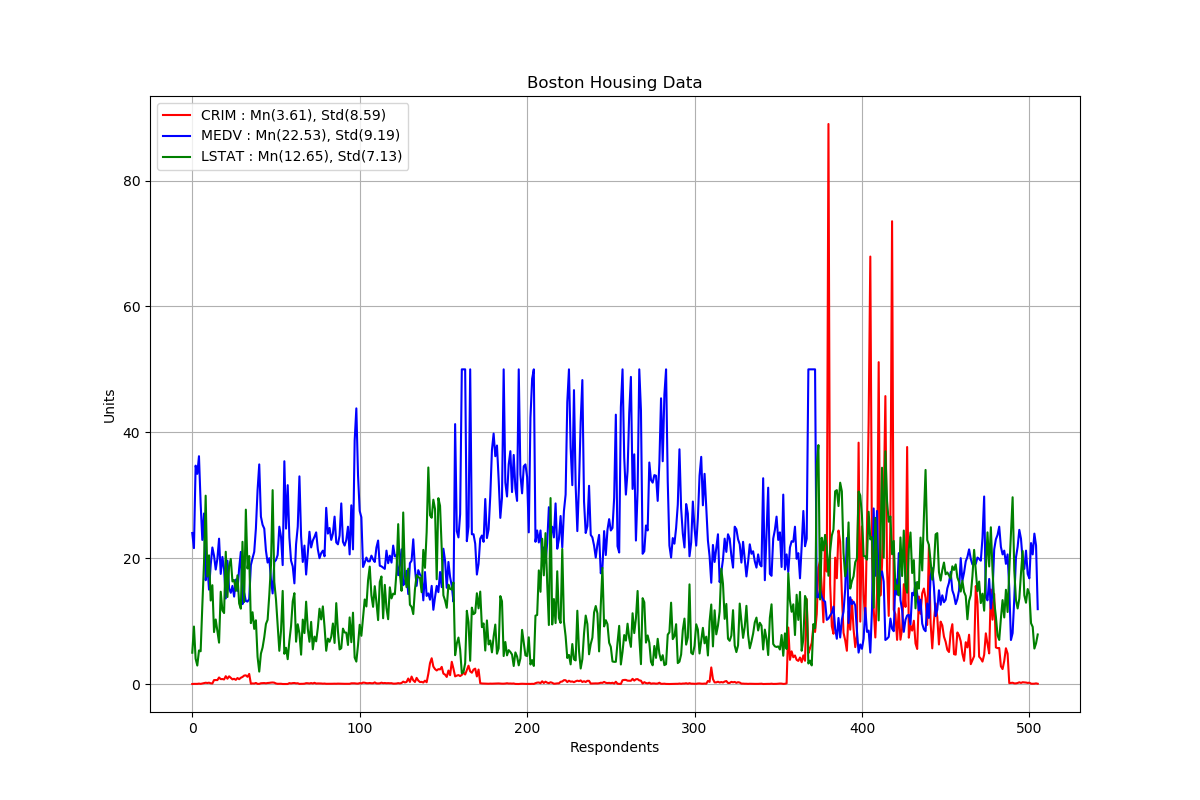 Boston Housing Data
CRIM : Mn(3.61), Std(8.59)
MEDV : Mn(22.53), Std(9.19)
LSTAT : Mn(12.65), Std(7.13)
80
60
40
20
0
Units
0 100 200 300 400 500
Respondents